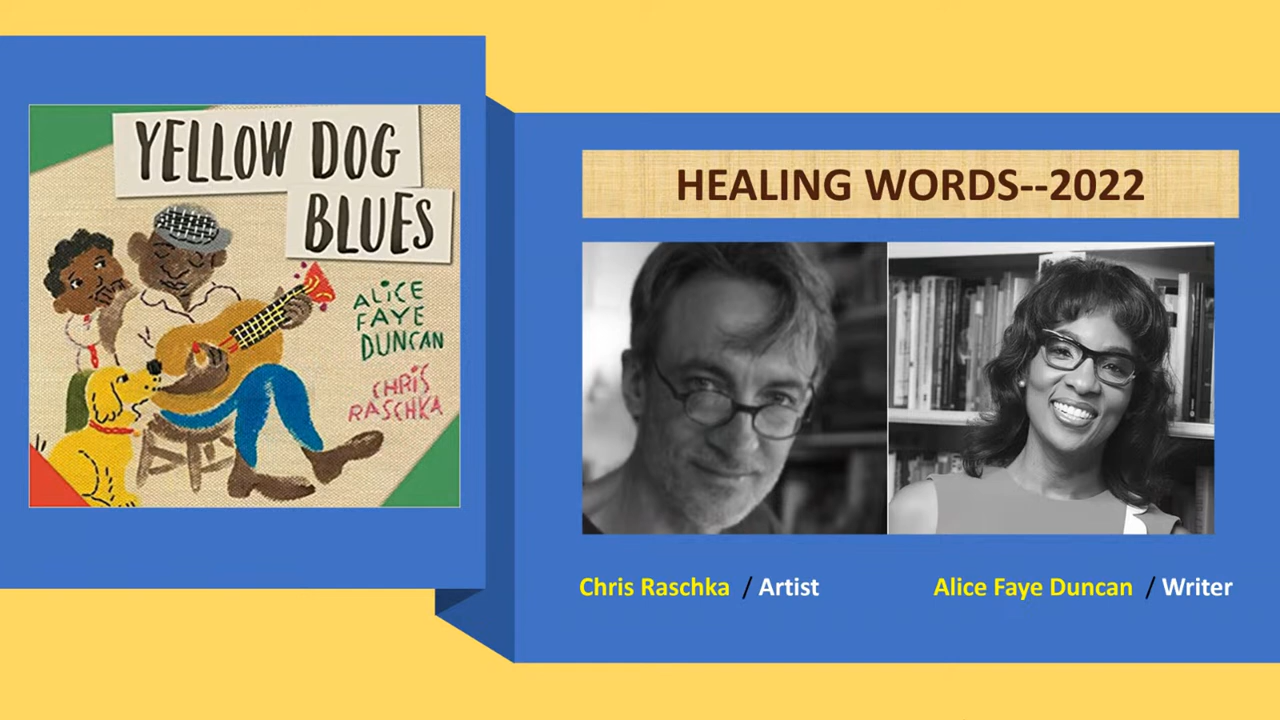 YELLOW DOG
BLUES
ALICE
FAYE
DUNCAN
CHRIS
RASCHKA
HEALING WORDS--2022
Chris Raschka / Artist
Alice Faye Duncan / Writer